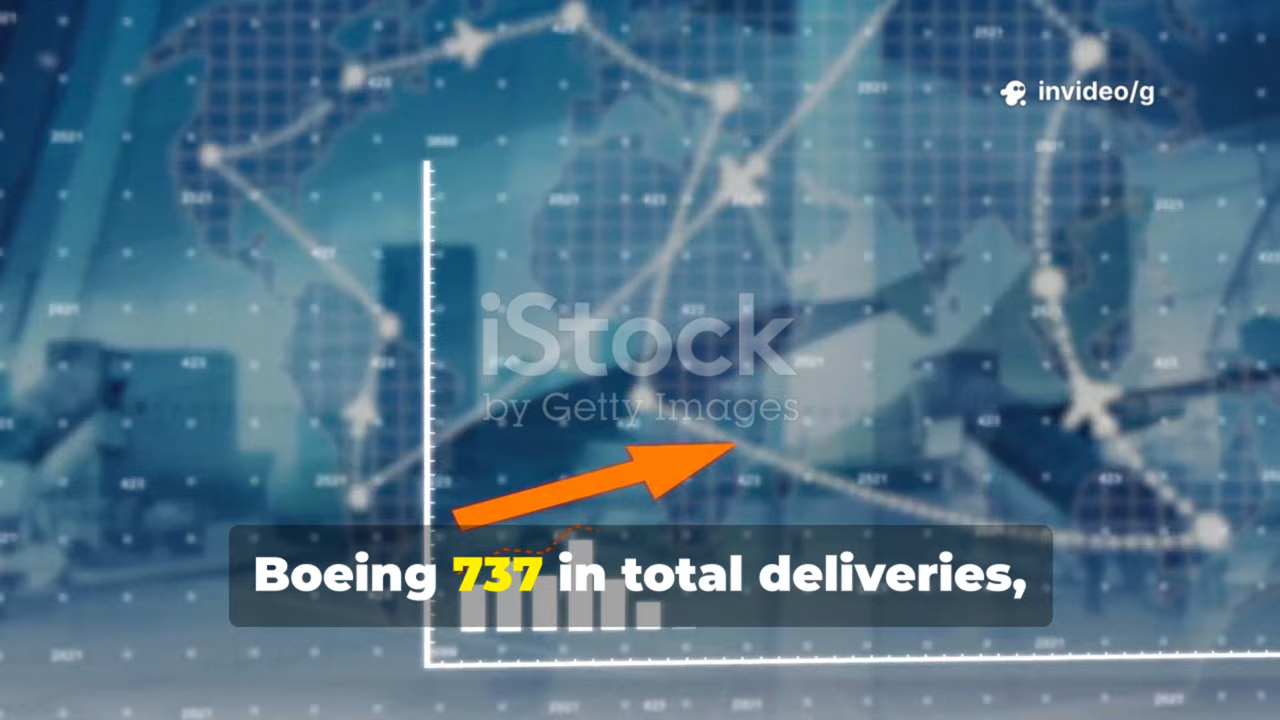 invideo/g
iStock
by Getty Images
Boeing 737 in total deliveries,